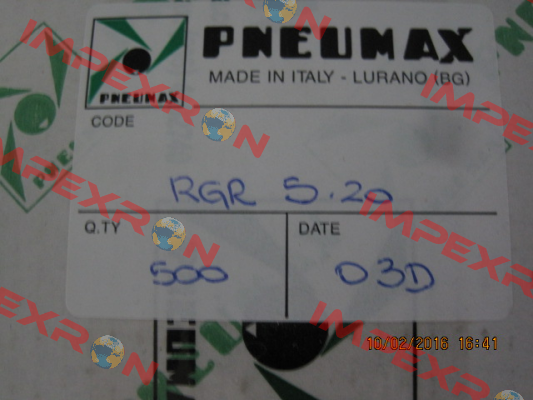 PNEUMAX
MADE IN ITALY - LURANO (BG)
PNEUMAX
CODE
RGR 5.20
Q.TY
DATE
500
03D
10/02/2016 16:41
IMPEXRON
IMPEXRON
IMPEXRON
IMPEXRON
IMPEXRON